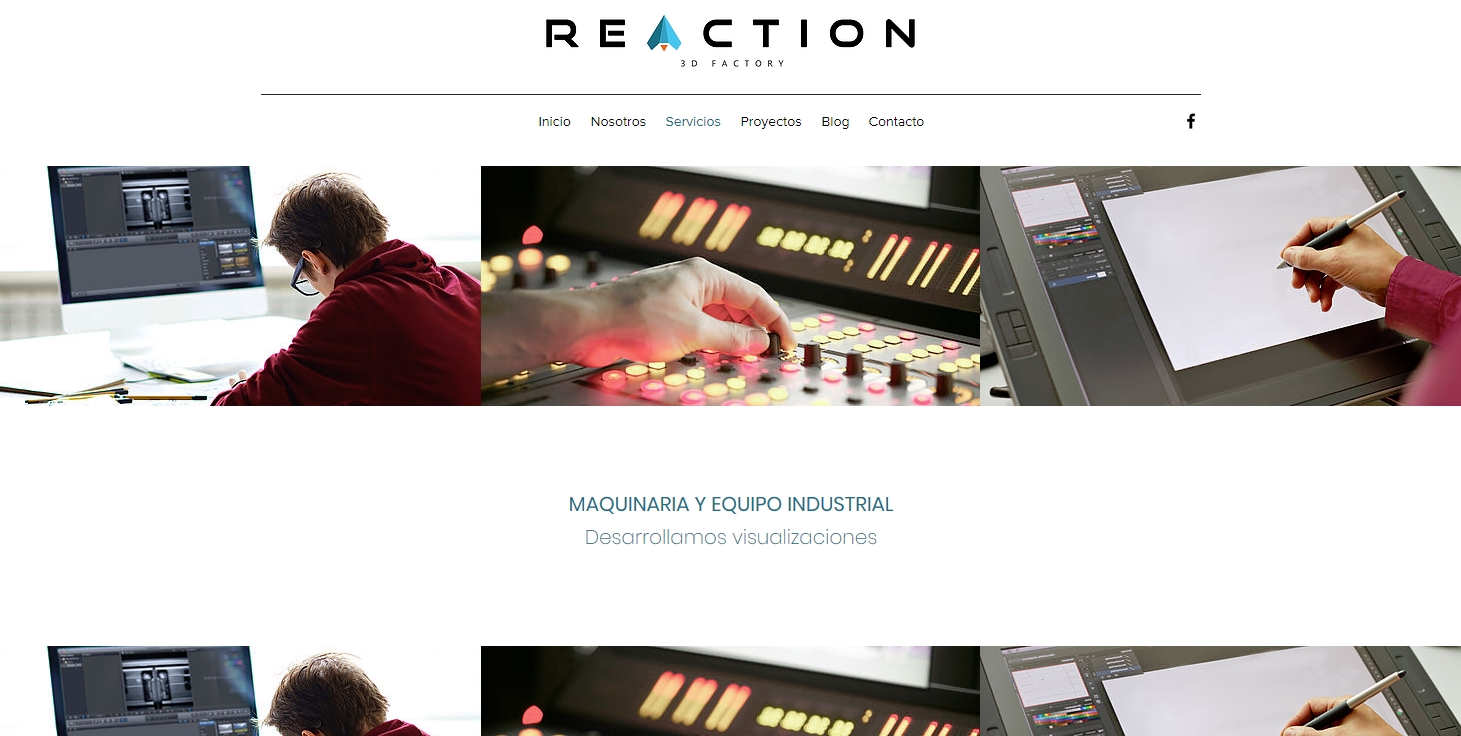 REACTION
3D FACTORY
Inicio Nosotros Servicios Proyectos Blog Contacto
MAQUINARIA Y EQUIPO INDUSTRIAL
Desarrollamos visualizaciones